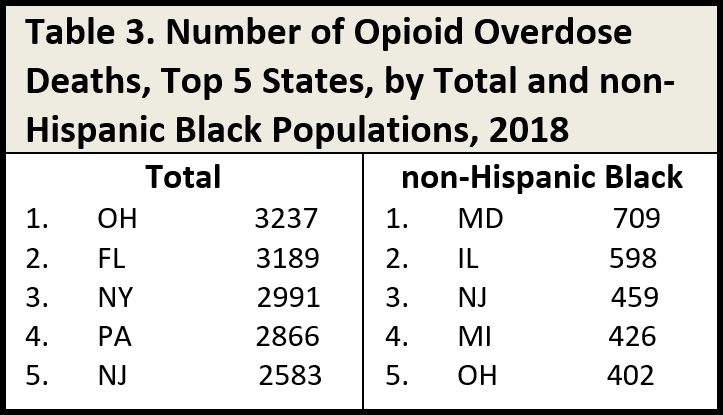 Table 3. Number of Opioid Overdose
Deaths, Top 5 States, by Total and non-
Hispanic Black Populations, 2018
Total
1. OH 3237
2. FL 3189
3. NY 2991
4. PA 2866
5. NJ 2583
non-Hispanic Black
1. MD 709
2. IL 598
3. NJ 459
4. MI 426
5. OH 402